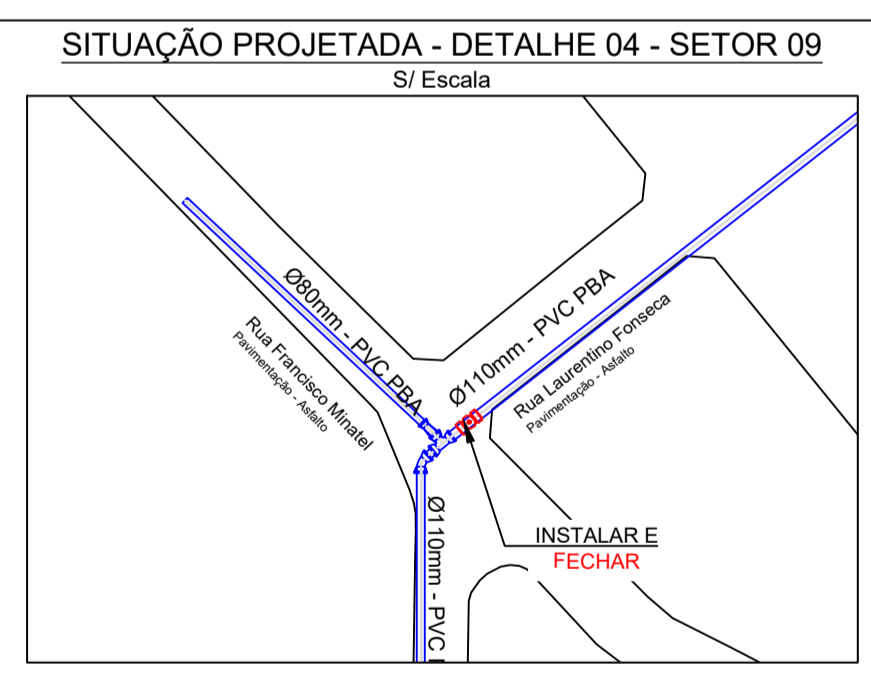 SITUAÇÃO PROJETADA - DETALHE 04 - SETOR 09
S/ Escala
Ø80mm - PVC PBA
Rua Francisco Minatel
Pavimentação - Asfalto
Ø110mm - PVC PBA
Rua Laurentino Fonseca
Pavimentação - Asfalto
Ø110mm - PVC
INSTALAR E
FECHAR